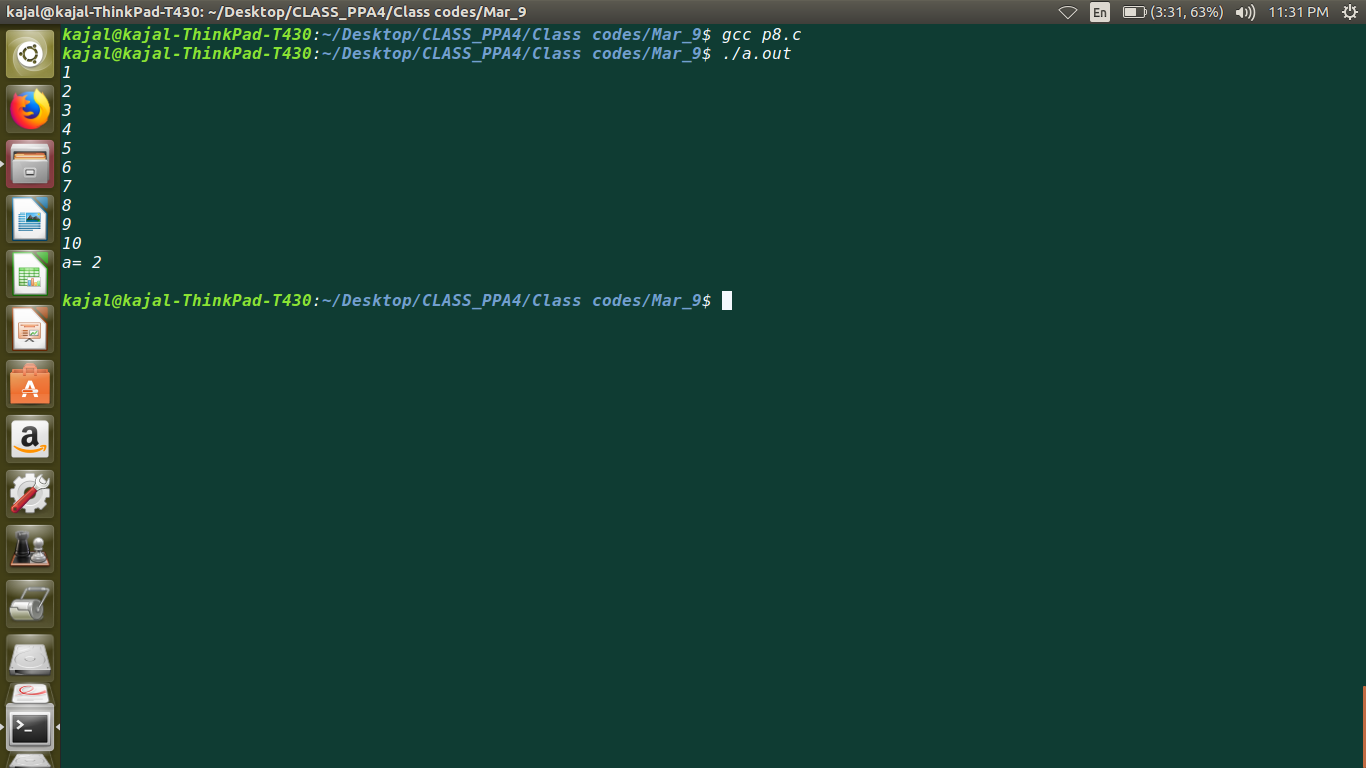 kajal@kajal-ThinkPad-T430: ~/Desktop/CLASS_PPA4/Class codes/Mar_9 En (3:31, 63%) 11:31 PM
kajal@kajal-ThinkPad-T430:~/Desktop/CLASS_PPA4/Class codes/Mar_9$ gcc p8.c
kajal@kajal-ThinkPad-T430:~/Desktop/CLASS_PPA4/Class codes/Mar_9$ ./a.out
1
2
3
4
5
6
7
8
9
10
a= 2
kajal@kajal-ThinkPad-T430:~/Desktop/CLASS_PPA4/Class codes/Mar_9$